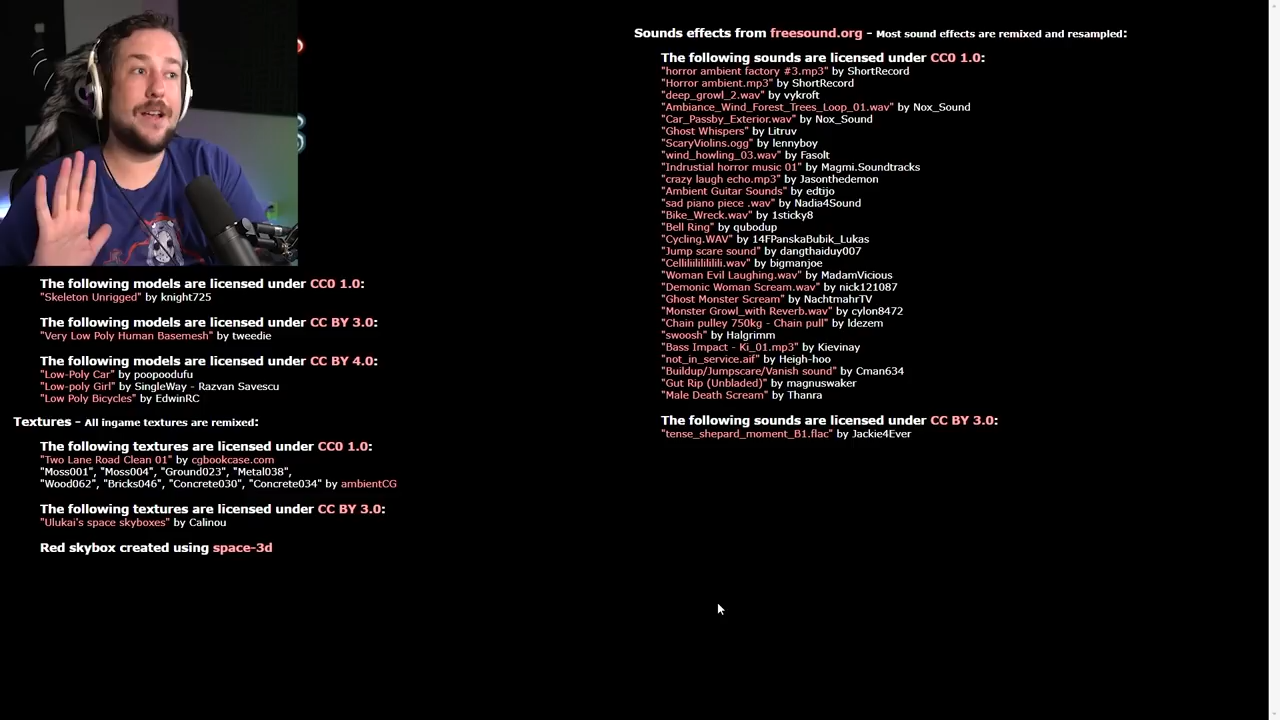 The following models are licensed under CC0 1.0:
"Skeleton Unrigged" by knight725
The following models are licensed under CC BY 3.0:
"Very Low Poly Human Basemesh" by tweedie
The following models are licensed under CC BY 4.0:
"Low-Poly Car" by poopoodufu
"Low-poly Girl" by SingleWay - Razvan Savescu
"Low Poly Bicycles" by EdwinRC
Textures - All ingame textures are remixed:
The following textures are licensed under CC0 1.0:
"Two Lane Road Clean 01" by cgbookcase.com
"Moss001", "Moss004", "Ground023", "Metal038",
"Wood062", "Bricks046", "Concrete030", "Concrete034" by ambientCG
The following textures are licensed under CC BY 3.0:
"Ulukai's space skyboxes" by Calinou
Red skybox created using space-3d
Sounds effects from freesound.org - Most sound effects are remixed and resampled:
The following sounds are licensed under CC0 1.0:
"horror ambient factory #3.mp3" by ShortRecord
"Horror ambient.mp3" by ShortRecord
"deep_growl_2.wav" by vykroft
"Ambiance_Wind_Forest_Trees_Loop_01.wav" by Nox_Sound
"Car_Passby_Exterior.wav" by Nox_Sound
"Ghost Whispers" by Litruv
"ScaryViolins.ogg" by lennyboy
"wind_howling_03.wav" by Fasolt
"Indrustial horror music 01" by Magmi.Soundtracks
"crazy laugh echo.mp3" by Jasonthedemon
"Ambient Guitar Sounds" by edtijo
"sad piano piece .wav" by Nadia4Sound
"Bike_Wreck.wav" by 1sticky8
"Bell Ring" by qubodup
"Cycling.WAV" by 14FPanskaBubik_Lukas
"Jump scare sound" by dangthaiduy007
"Celliiliililili.wav" by bigmanjoe
"Woman Evil Laughing.wav" by MadamVicious
"Demonic Woman Scream.wav" by nick121087
"Ghost Monster Scream" by NachtmahrTV
"Monster Growl_with Reverb.wav" by cylon8472
"Chain pulley 750kg - Chain pull" by ldezem
"swoosh" by Halgrimm
"Bass Impact - Ki_01.mp3" by Kievinay
"not_in_service.aif" by Heigh-hoo
"Buildup/Jumpscare/Vanish sound" by Cman634
"Gut Rip (Unbladed)" by magnuswaker
"Male Death Scream" by Thanra
The following sounds are licensed under CC BY 3.0:
"tense_shepard_moment_B1.flac" by Jackie4Ever